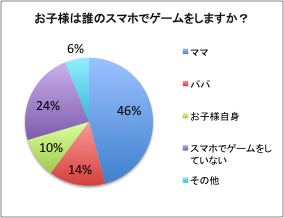 お子様は誰のスマホでゲームをしますか？
6%
24%
46%
10%
14%
ママ
パパ
お子様自身
スマホでゲームをし
ていない
その他